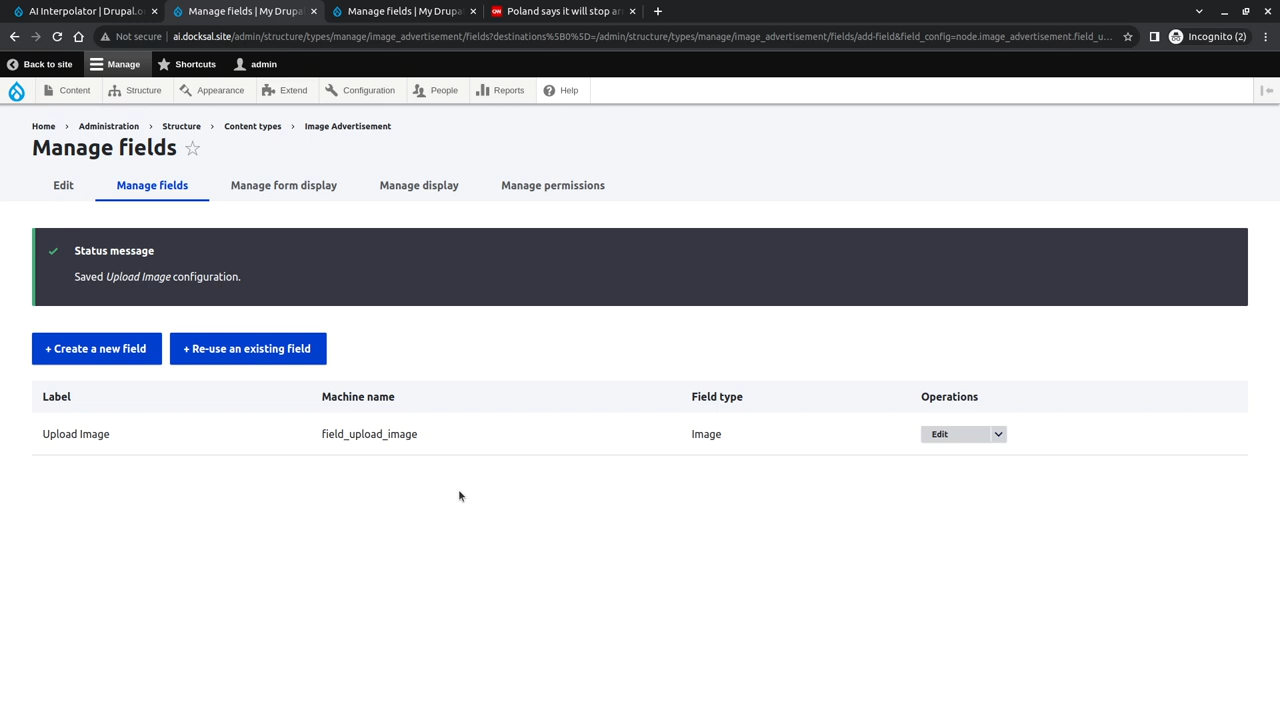 AI Interpolator | Drupal.o
Manage fields | My Drupa
Manage fields | My Drupa
Poland says it will stop ar
Not secure
ai.docksal.site/admin/structure/types/manage/image_advertisement/fields?destinations%5B0%5D=/admin/structure/types/manage/image_advertisement/fields/add-field&field_config=node.image_advertisement.field_u...
Incognito (2)
Back to site
Manage
Shortcuts
admin
Content
Structure
Appearance
Extend
Configuration
People
Reports
Help
Home › Administration › Structure › Content types › Image Advertisement
Manage fields
Edit
Manage fields
Manage form display
Manage display
Manage permissions
Status message
Saved Upload Image configuration.
+ Create a new field
+ Re-use an existing field
Label Machine name Field type Operations
Upload Image field_upload_image Image Edit